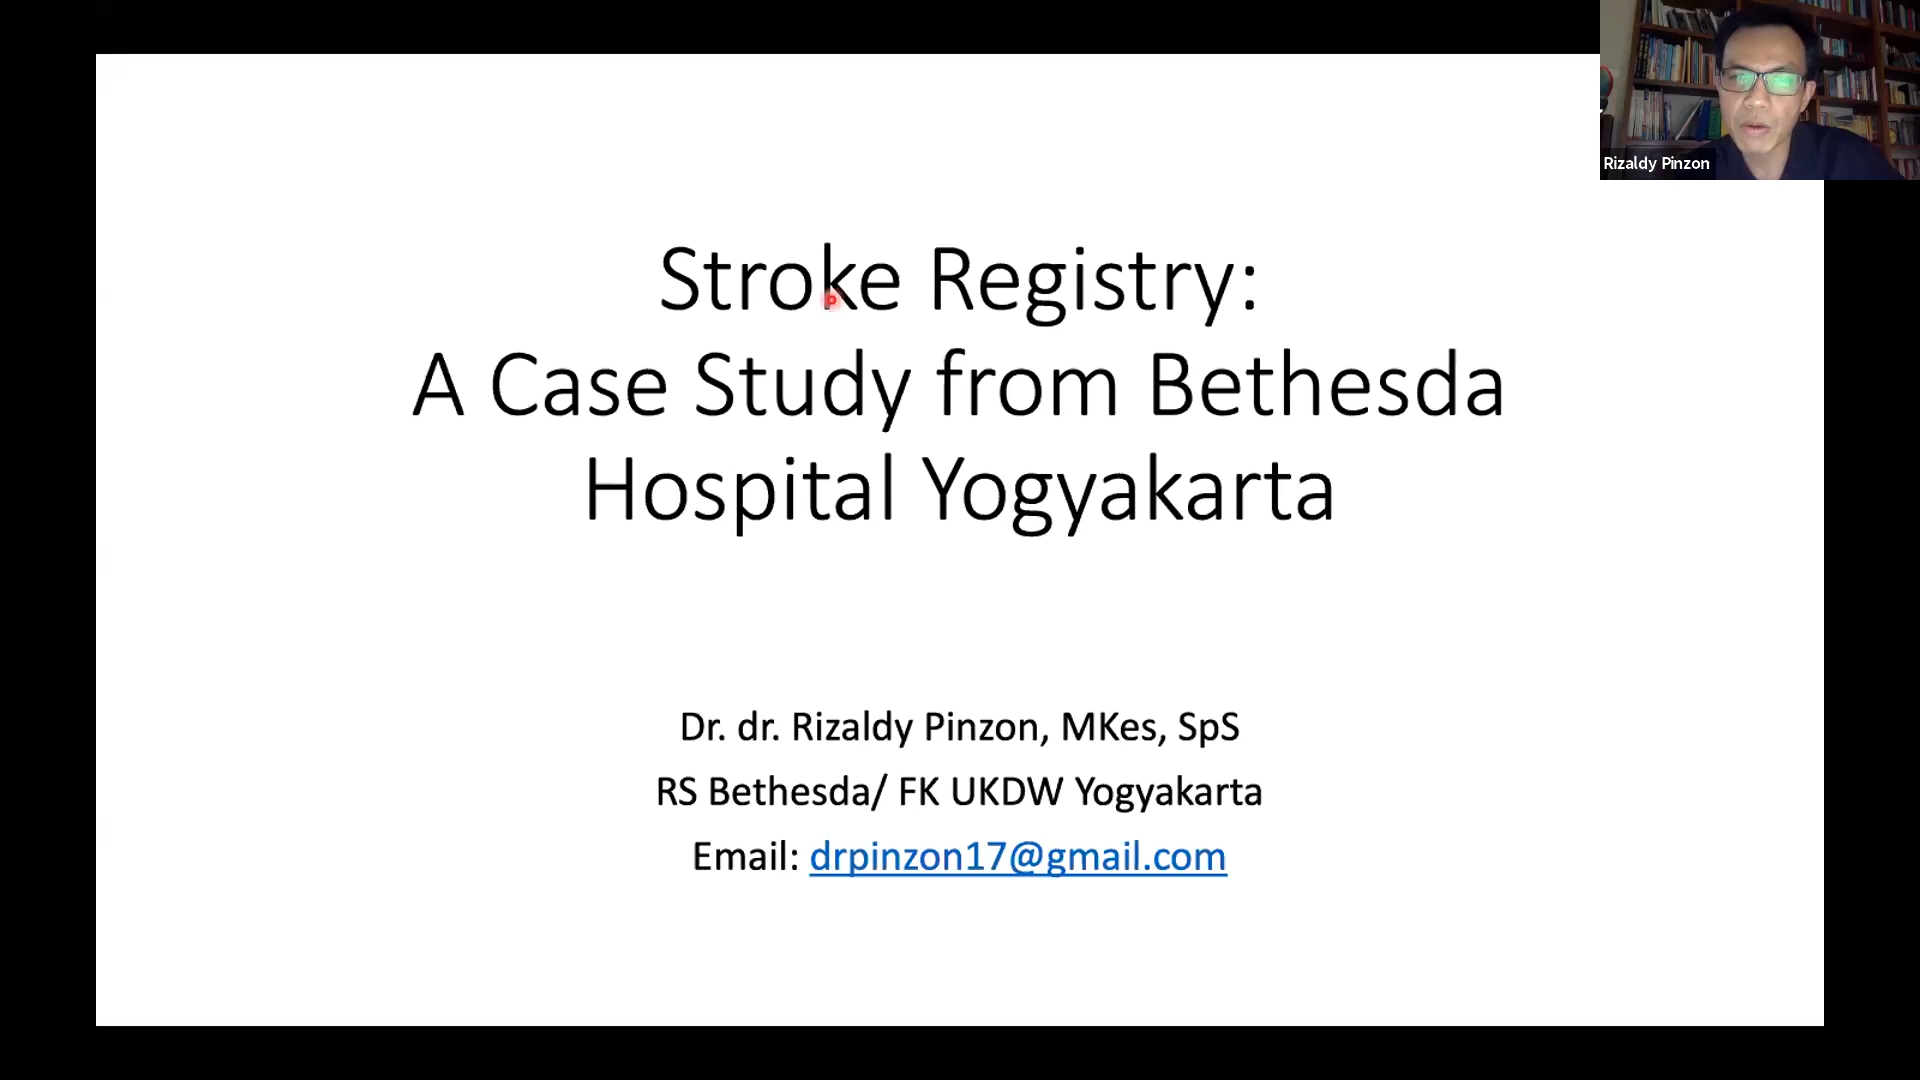 Stroke Registry:
A Case Study from Bethesda
Hospital Yogyakarta
Dr. dr. Rizaldy Pinzon, MKes, SpS
RS Bethesda/ FK UKDW Yogyakarta
Email: drpinzon17@gmail.com
Rizaldy Pinzon